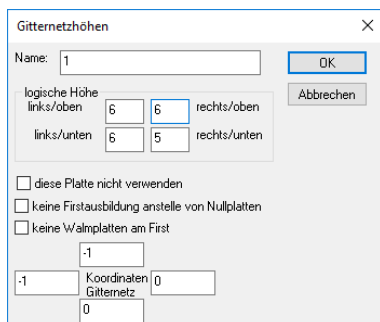 Gitternetzhöhen
Name: 1
OK
Abbrechen
logische Höhe
links/oben 6 6 rechts/oben
links/unten 6 5 rechts/unten
diese Platte nicht verwenden
keine Firstausbildung anstelle von Nullplatten
keine Walmplatten am First
-1
-1 Koordinaten 0
Gitternetz
0